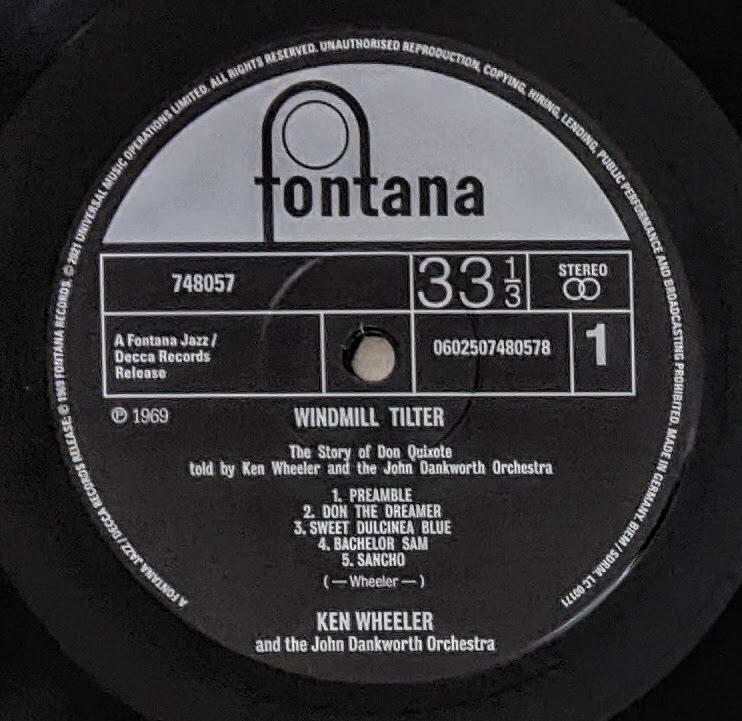 fontana
748057
33 1/3
STEREO
A Fontana Jazz /
Decca Records
Release
0602507480578
1
℗ 1969
WINDMILL TILTER
The Story of Don Quixote
told by Ken Wheeler and the John Dankworth Orchestra
1. PREAMBLE
2. DON THE DREAMER
3. SWEET DULCINEA BLUE
4. BACHELOR SAM
5. SANCHO
( — Wheeler — )
KEN WHEELER
and the John Dankworth Orchestra
A FONTANA JAZZ / DECCA RECORDS RELEASE. ℗ 1969 FONTANA RECORDS. © 2021 UNIVERSAL MUSIC OPERATIONS LIMITED. ALL RIGHTS RESERVED. UNAUTHORISED REPRODUCTION, COPYING, HIRING, LENDING, PUBLIC PERFORMANCE AND BROADCASTING PROHIBITED. MADE IN GERMANY. BIEM / SDRM. LC 00171